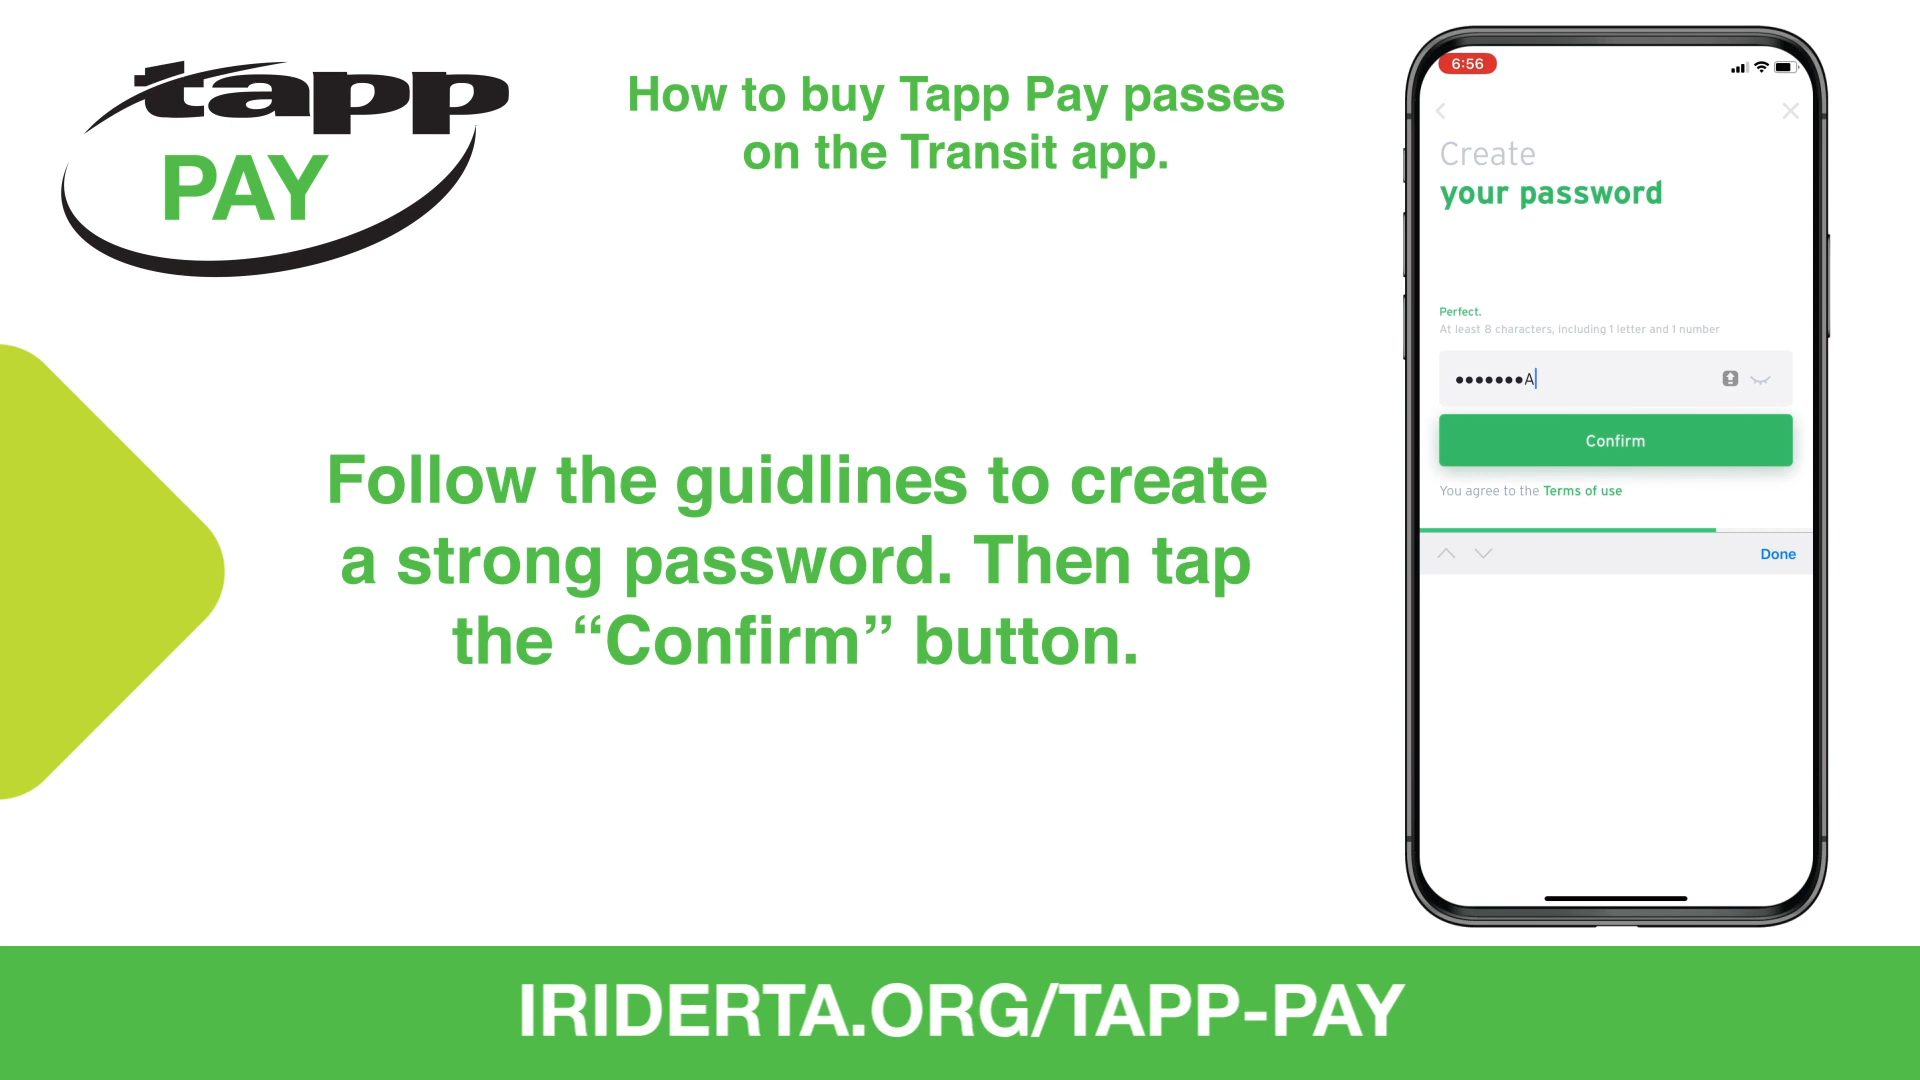 tapp
PAY
How to buy Tapp Pay passes
on the Transit app.
Follow the guidlines to create
a strong password. Then tap
the “Confirm” button.
6:56
Create
your password
Perfect.
At least 8 characters, including 1 letter and 1 number
•••••••A
Confirm
You agree to the Terms of use
Done
IRIDERTA.ORG/TAPP-PAY